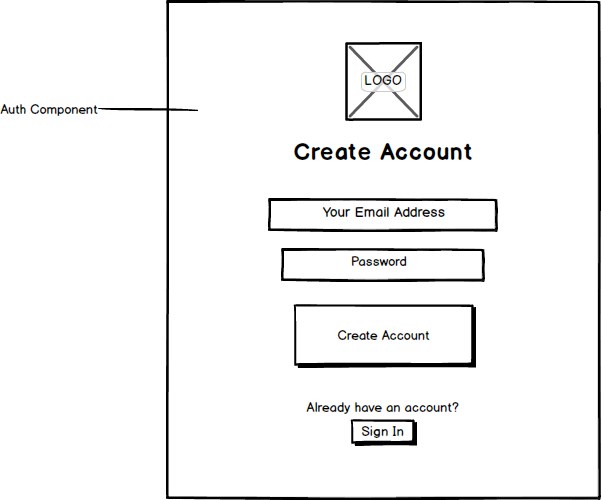 LOGO
Auth Component
Create Account
Your Email Address
Password
Create Account
Already have an account?
Sign In